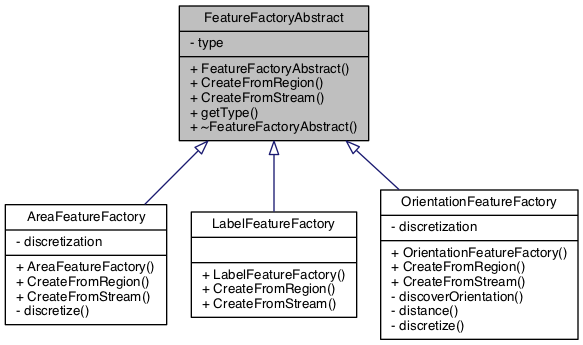 FeatureFactoryAbstract
- type
+ FeatureFactoryAbstract()
+ CreateFromRegion()
+ CreateFromStream()
+ getType()
+ ~FeatureFactoryAbstract()
AreaFeatureFactory
- discretization
+ AreaFeatureFactory()
+ CreateFromRegion()
+ CreateFromStream()
- discretize()
LabelFeatureFactory
+ LabelFeatureFactory()
+ CreateFromRegion()
+ CreateFromStream()
OrientationFeatureFactory
- discretization
+ OrientationFeatureFactory()
+ CreateFromRegion()
+ CreateFromStream()
- discoverOrientation()
- distance()
- discretize()